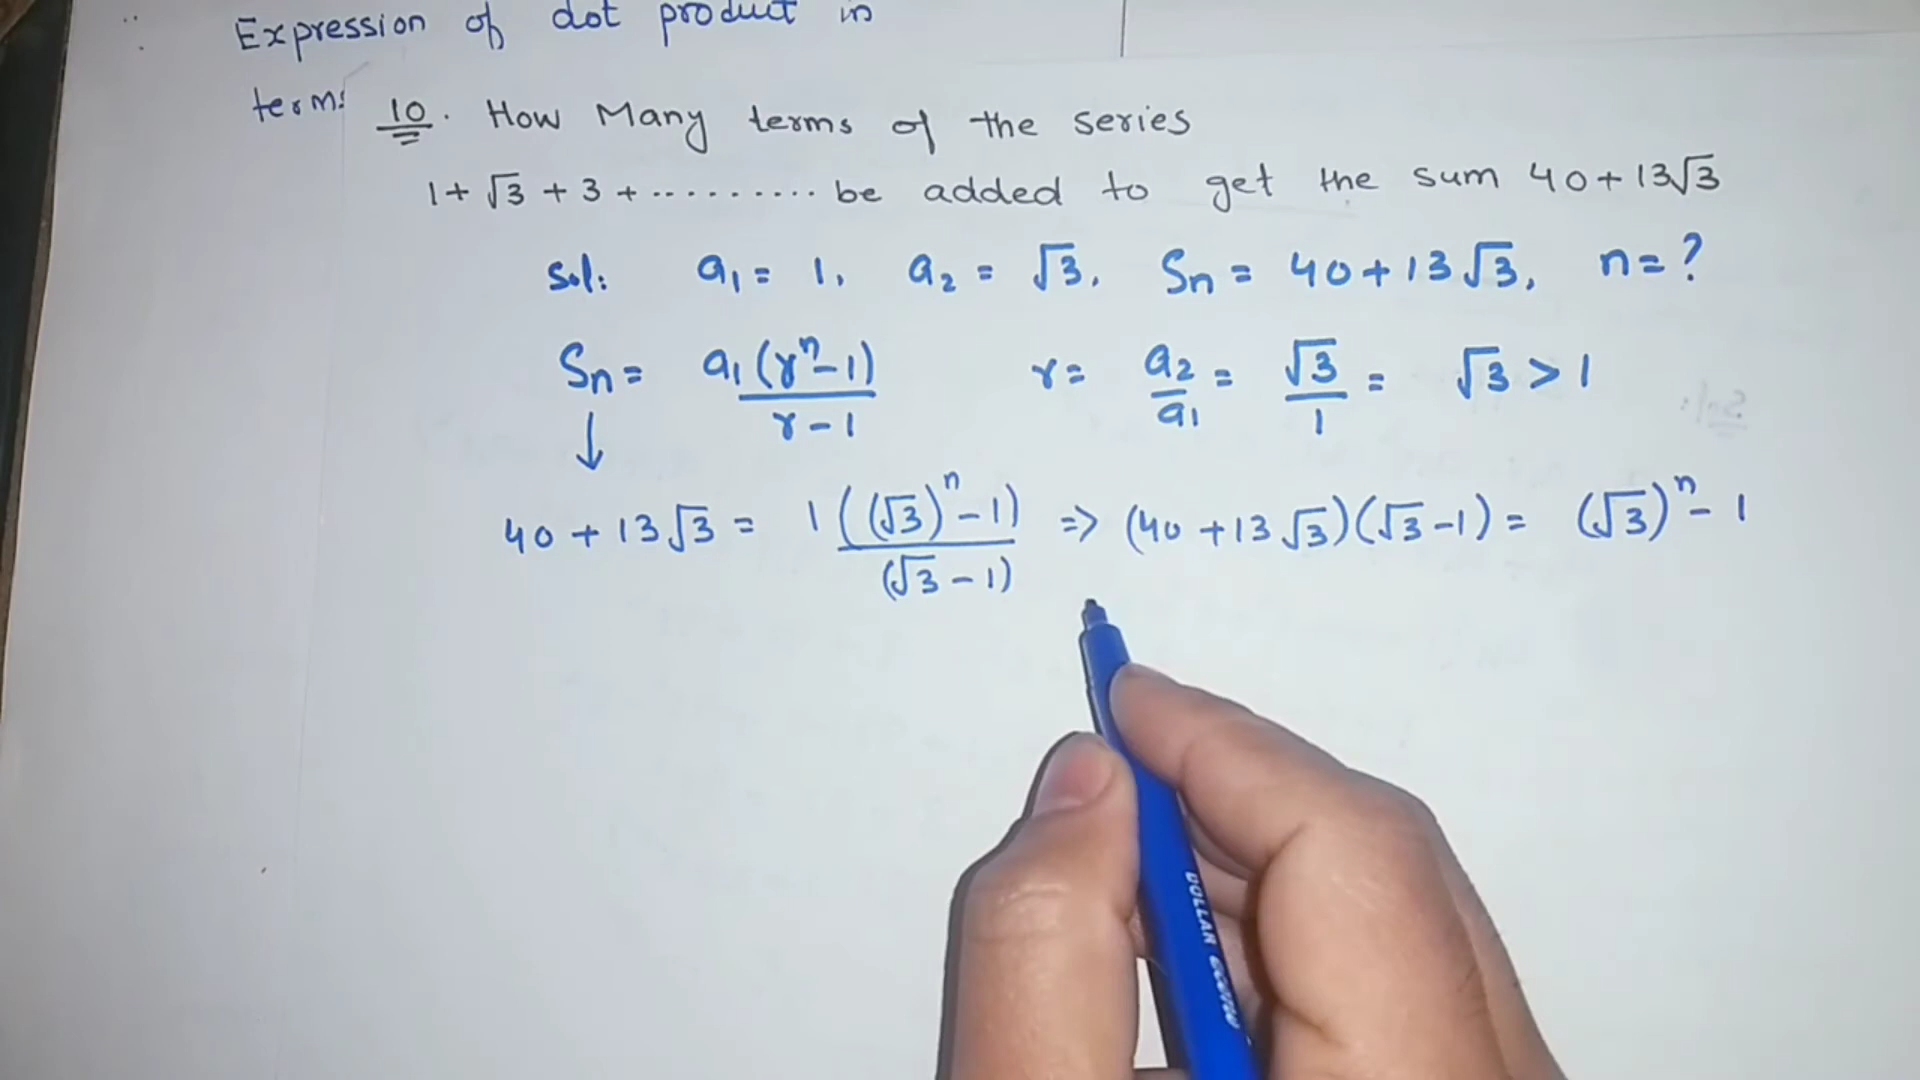 Expression of dot product in
terms
10. How Many terms of the series
1 + √3 + 3 + ......... be added to get the sum 40 + 13√3
Sol: a₁ = 1, a₂ = √3, Sn = 40 + 13√3, n = ?
Sn = a₁(rⁿ - 1) / r - 1 r = a₂/a₁ = √3/1 = √3 > 1
↓
40 + 13√3 = 1((√3)ⁿ - 1) / (√3 - 1) => (40 + 13√3)(√3 - 1) = (√3)ⁿ - 1
DOLLAR